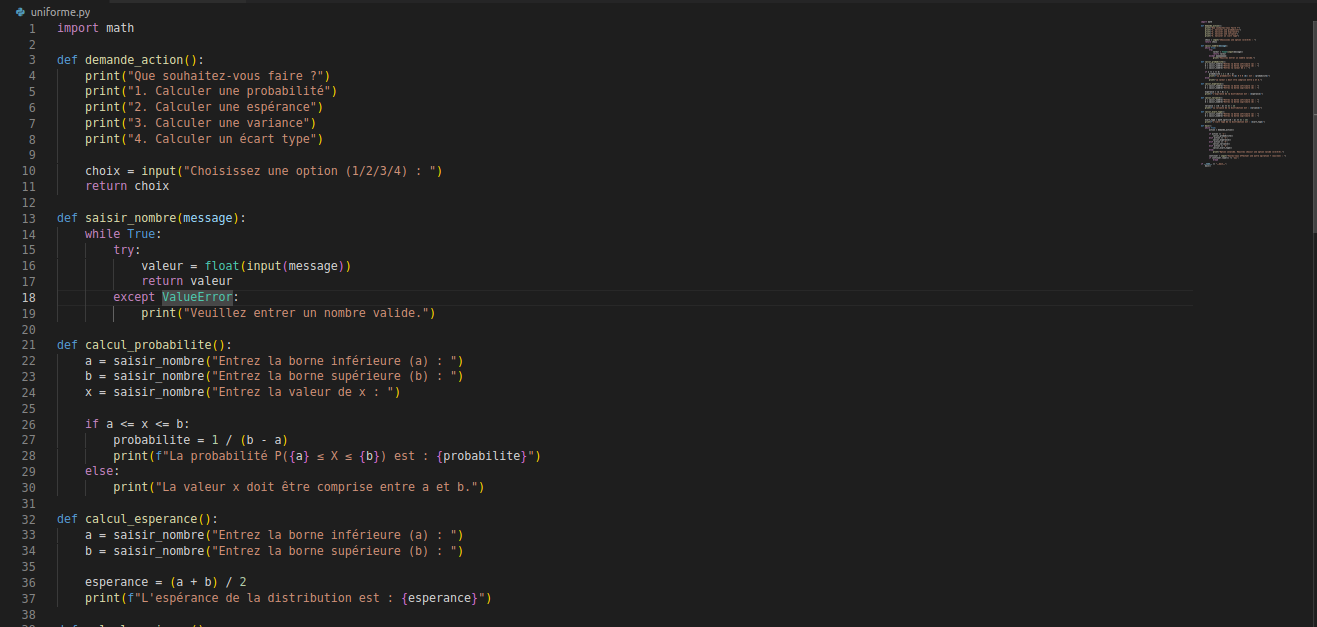 uniforme.py
1 import math
2
3 def demande_action():
4     print("Que souhaitez-vous faire ?")
5     print("1. Calculer une probabilité")
6     print("2. Calculer une espérance")
7     print("3. Calculer une variance")
8     print("4. Calculer un écart type")
9
10     choix = input("Choisissez une option (1/2/3/4) : ")
11     return choix
12
13 def saisir_nombre(message):
14     while True:
15         try:
16             valeur = float(input(message))
17             return valeur
18         except ValueError:
19             print("Veuillez entrer un nombre valide.")
20
21 def calcul_probabilite():
22     a = saisir_nombre("Entrez la borne inférieure (a) : ")
23     b = saisir_nombre("Entrez la borne supérieure (b) : ")
24     x = saisir_nombre("Entrez la valeur de x : ")
25
26     if a <= x <= b:
27         probabilite = 1 / (b - a)
28         print(f"La probabilité P({a} ≤ X ≤ {b}) est : {probabilite}")
29     else:
30         print("La valeur x doit être comprise entre a et b.")
31
32 def calcul_esperance():
33     a = saisir_nombre("Entrez la borne inférieure (a) : ")
34     b = saisir_nombre("Entrez la borne supérieure (b) : ")
35
36     esperance = (a + b) / 2
37     print(f"L'espérance de la distribution est : {esperance}")
38